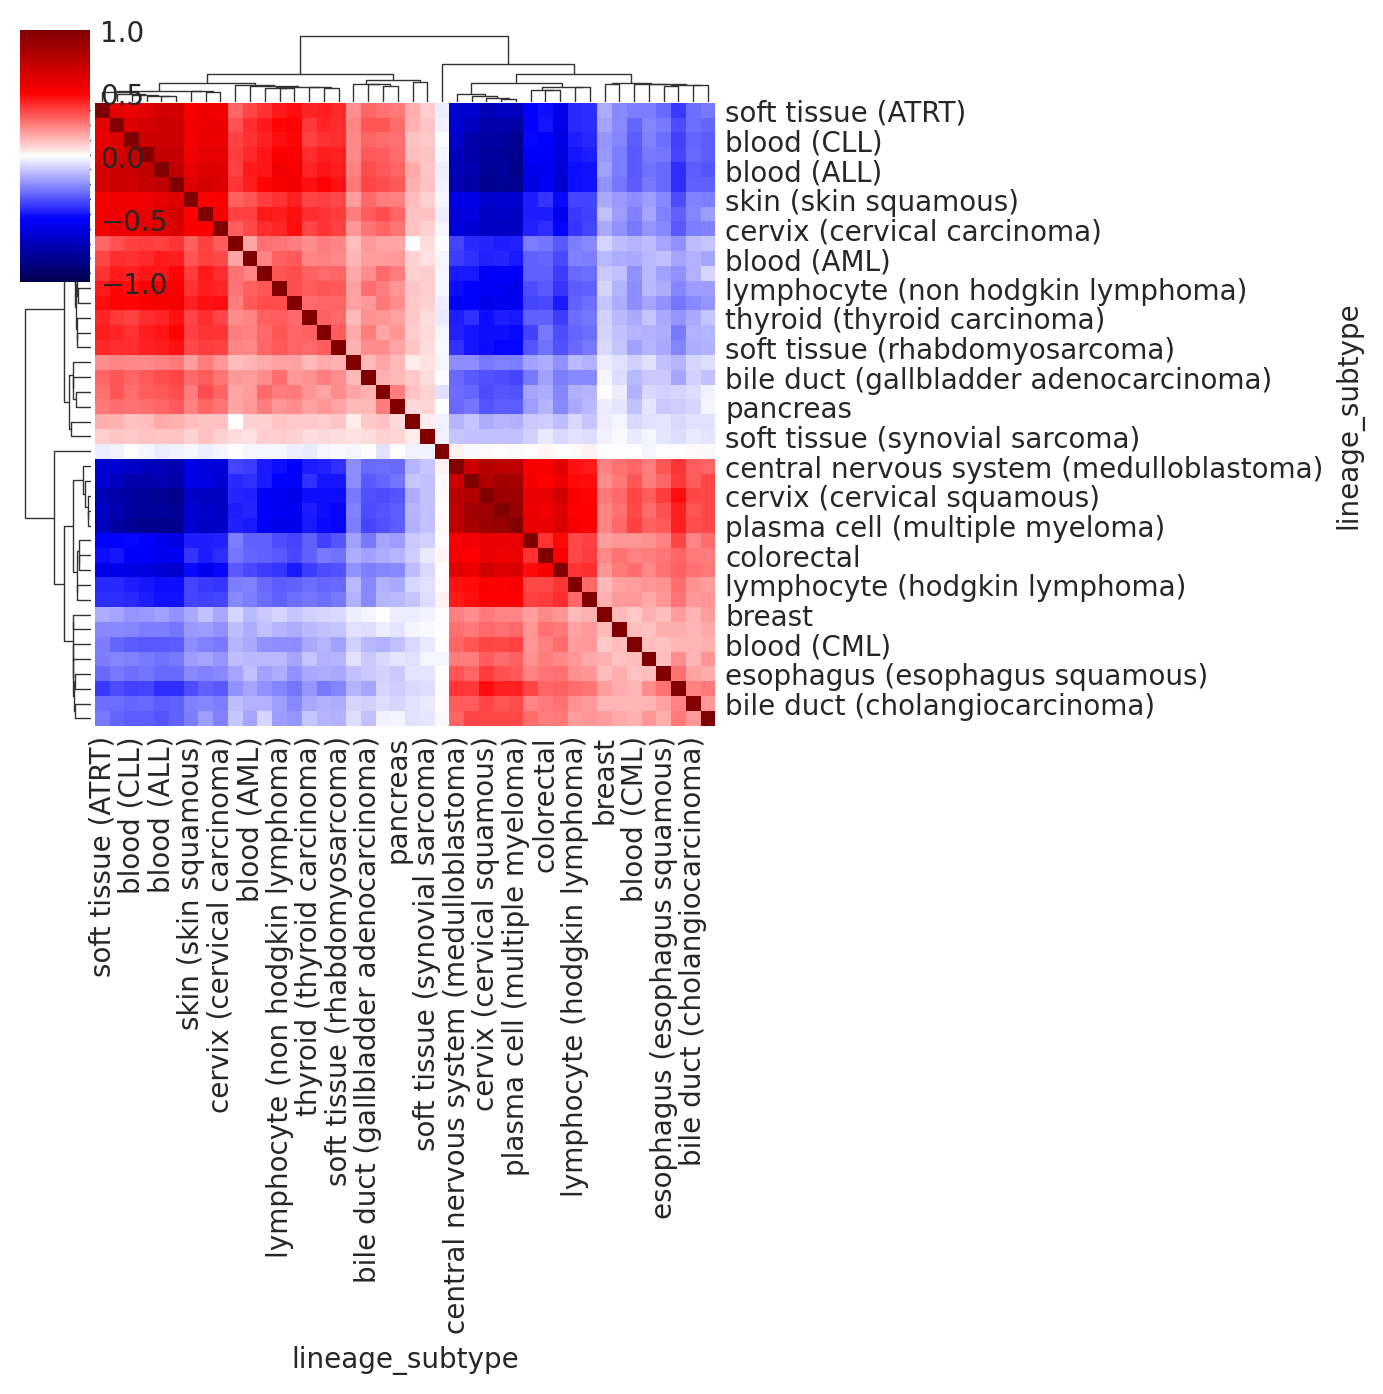 1.0
0.5
0.0
−0.5
−1.0
soft tissue (ATRT)
blood (CLL)
blood (ALL)
skin (skin squamous)
cervix (cervical carcinoma)
blood (AML)
lymphocyte (non hodgkin lymphoma)
thyroid (thyroid carcinoma)
soft tissue (rhabdomyosarcoma)
bile duct (gallbladder adenocarcinoma)
pancreas
soft tissue (synovial sarcoma)
central nervous system (medulloblastoma)
cervix (cervical squamous)
plasma cell (multiple myeloma)
colorectal
lymphocyte (hodgkin lymphoma)
breast
blood (CML)
esophagus (esophagus squamous)
bile duct (cholangiocarcinoma)
lineage_subtype
soft tissue (ATRT)
blood (CLL)
blood (ALL)
skin (skin squamous)
cervix (cervical carcinoma)
blood (AML)
lymphocyte (non hodgkin lymphoma)
thyroid (thyroid carcinoma)
soft tissue (rhabdomyosarcoma)
bile duct (gallbladder adenocarcinoma)
pancreas
soft tissue (synovial sarcoma)
central nervous system (medulloblastoma)
cervix (cervical squamous)
plasma cell (multiple myeloma)
colorectal
lymphocyte (hodgkin lymphoma)
breast
blood (CML)
esophagus (esophagus squamous)
bile duct (cholangiocarcinoma)
lineage_subtype